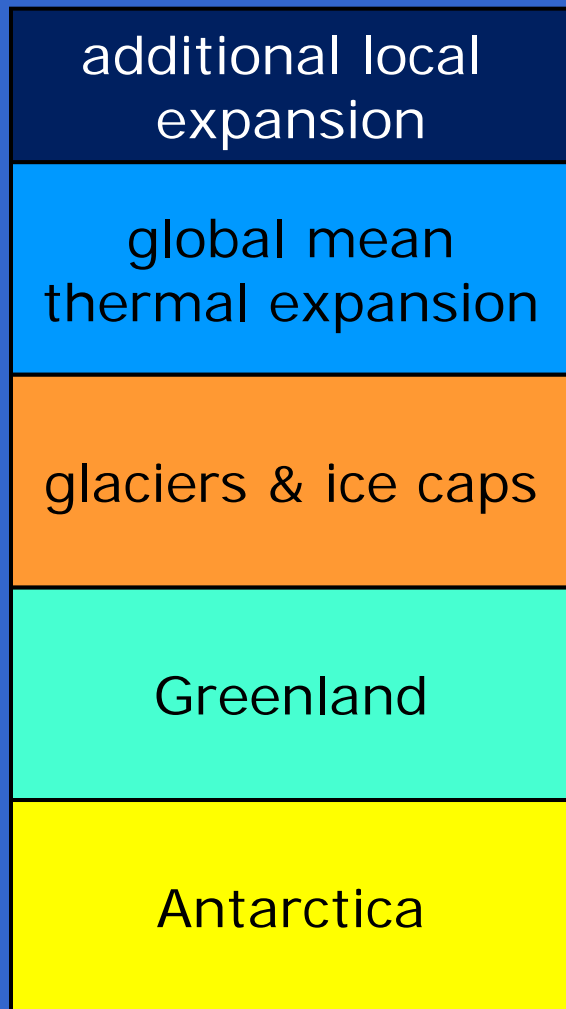 additional local
expansion
global mean
thermal expansion
glaciers & ice caps
Greenland
Antarctica